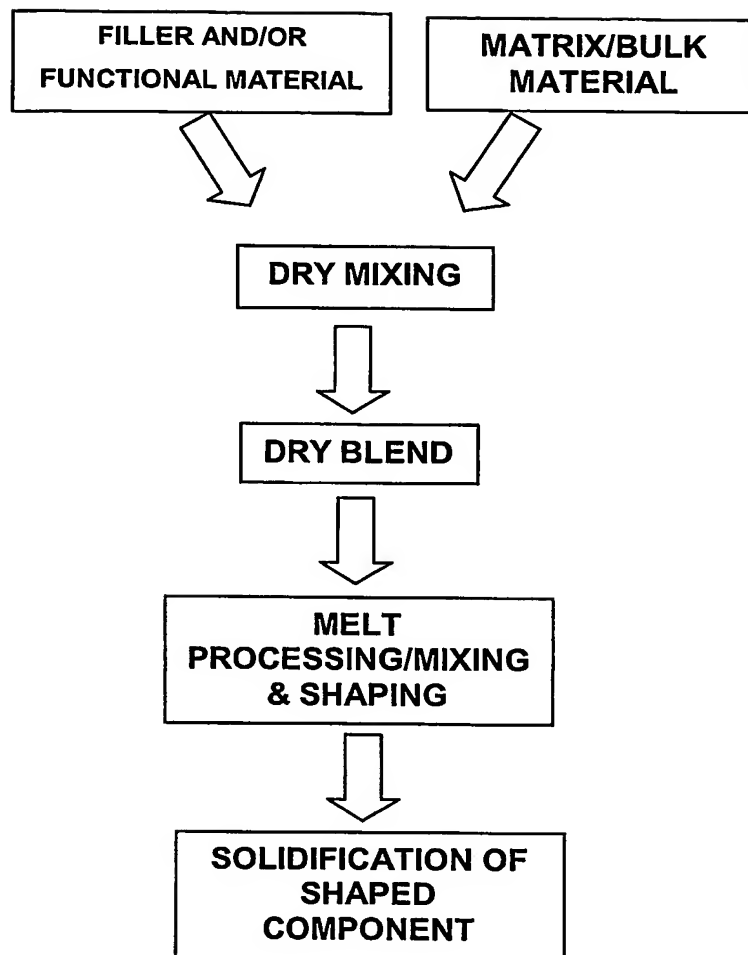 FILLER AND/OR
FUNCTIONAL MATERIAL
MATRIX/BULK
MATERIAL
DRY MIXING
DRY BLEND
MELT
PROCESSING/MIXING
& SHAPING
SOLIDIFICATION OF
SHAPED
COMPONENT